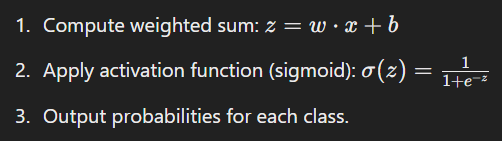 1. Compute weighted sum: z = w · x + b
2. Apply activation function (sigmoid): σ(z) = 1/(1+e^{-z})
3. Output probabilities for each class.